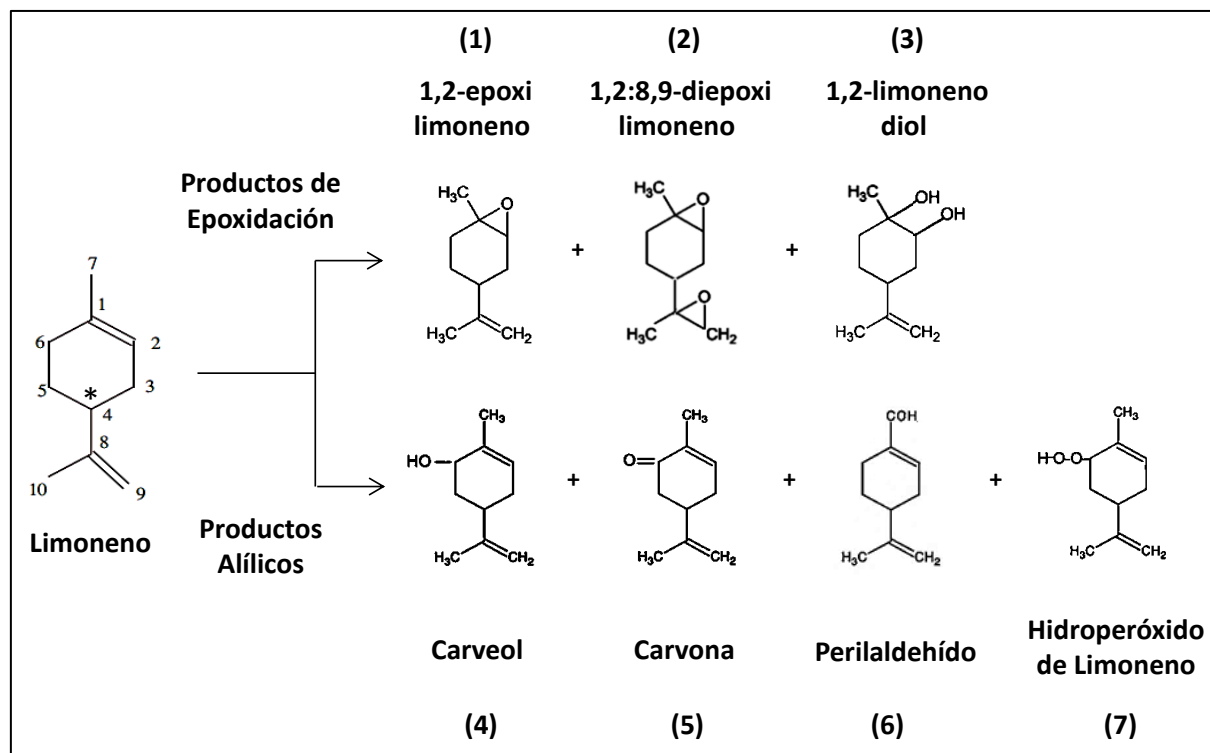 (1)
(2)
(3)
1,2-epoxi
limoneno
1,2:8,9-diepoxi
limoneno
1,2-limoneno
diol
Productos de
Epoxidación
H₃C
O
H₃C
CH₂
+
H₃C
O
O
H₃C
CH₂
+
H₃C
OH
OH
H₃C
CH₂
7
1
6
2
5
*
3
4
8
10
9
Limoneno
Productos
Alílicos
CH₃
HO
H₃C
CH₂
+
CH₃
O
H₃C
CH₂
+
COH
H₃C
CH₂
+
CH₃
HO-O
H₃C
CH₂
Carveol
Carvona
Perilaldehído
Hidroperóxido
de Limoneno
(4)
(5)
(6)
(7)